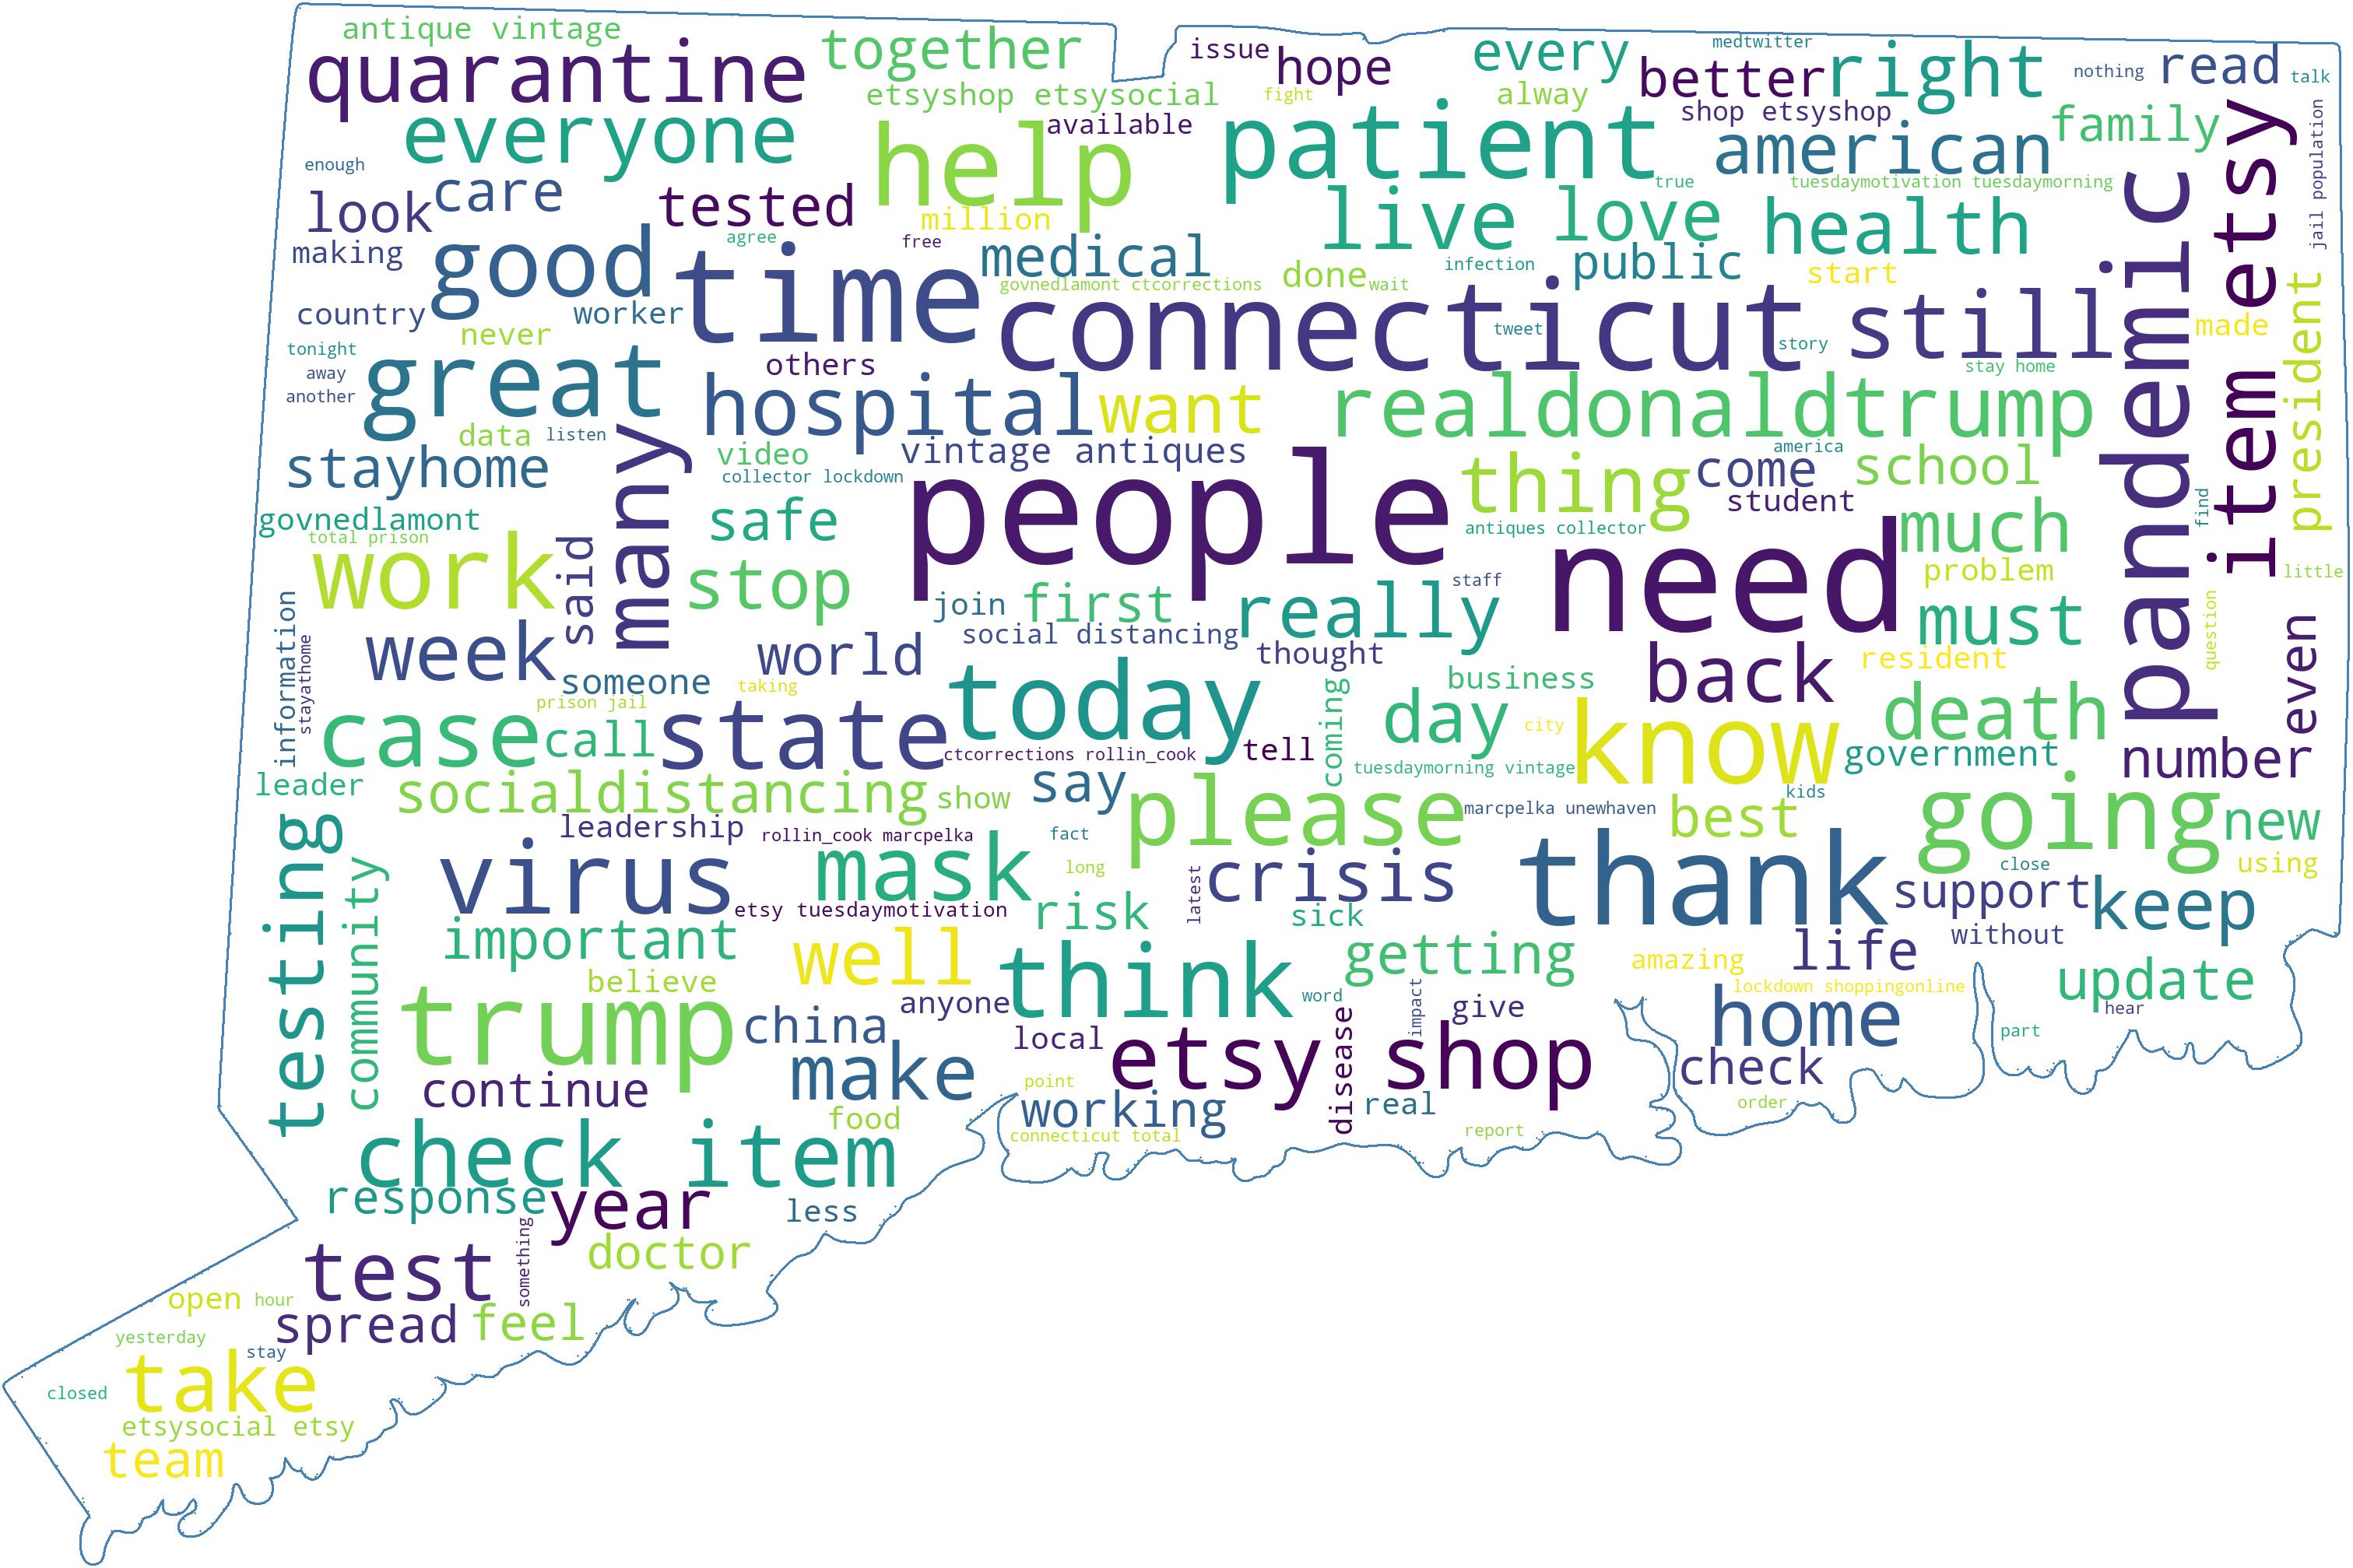 antique vintage
quarantine
together
issue
hope
every
medtwitter
better
right
nothing
read
talk
etsyshop etsysocial
fight
alway
shop etsyshop
everyone
help
available
patient
american
family
item etsy
jail population
enough
look
care
tested
million
true
tuesdaymotivation tuesdaymorning
live
love
health
pandemic
making
good
agree
free
time
medical
govnedlamont ctcorrections
done
wait
infection
public
start
president
country
never
worker
connecticut
tweet
story
still
made
tonight
away
another
great
others
hospital
want
realdonaldtrump
stay home
data
listen
many
video
vintage antiques
america
stayhome
collector lockdown
people
thing
come
school
student
antiques collector
find
govnedlamont
total prison
safe
much
work
said
stop
need
problem
little
join
first
staff
really
must
question
information
stayathome
week
world
social distancing
thought
back
resident
even
someone
taking
prison jail
today
coming
business
day
city
know
death
case
call
state
ctcorrections rollin_cook
tell
tuesdaymorning vintage
government
number
leader
socialdistancing
show
say
please
marcpelka unewhaven
kids
best
going
new
testing
leadership
rollin_cook marcpelka
fact
community
virus
mask
long
latest
crisis
thank
close
using
etsy tuesdaymotivation
risk
sick
support
keep
important
well
think
getting
amazing
life
without
believe
trump
china
anyone
word
disease
impact
give
lockdown shoppingonline
update
hear
continue
make
local
etsy shop
home
part
check
point
working
real
order
food
connecticut total
report
check item
response
year
less
something
doctor
test
open
hour
spread
feel
yesterday
stay
take
closed
etsysocial etsy
team